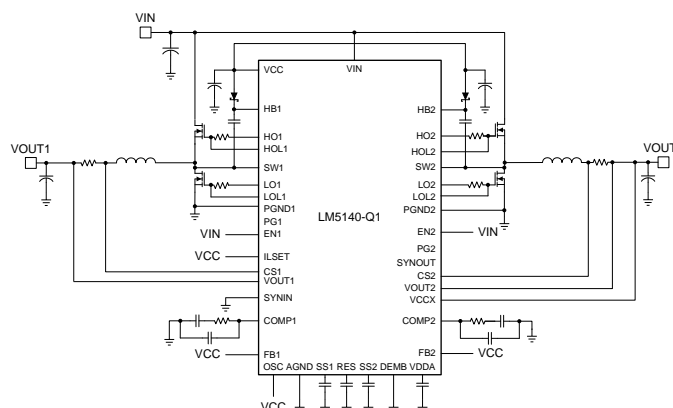 VIN
VCC
VIN
HB1
HB2
HO1
HO2
HOL1
HOL2
VOUT1
VOUT
SW1
SW2
LO1
LO2
LOL1
LOL2
PGND1
PGND2
LM5140-Q1
PG1
VIN
EN1
EN2
VIN
PG2
VCC
ILSET
SYNOUT
CS1
CS2
VOUT1
VOUT2
SYNIN
VCCX
COMP1
COMP2
VCC
FB1
FB2
VCC
OSC AGND SS1 RES SS2 DEMB VDDA
VCC